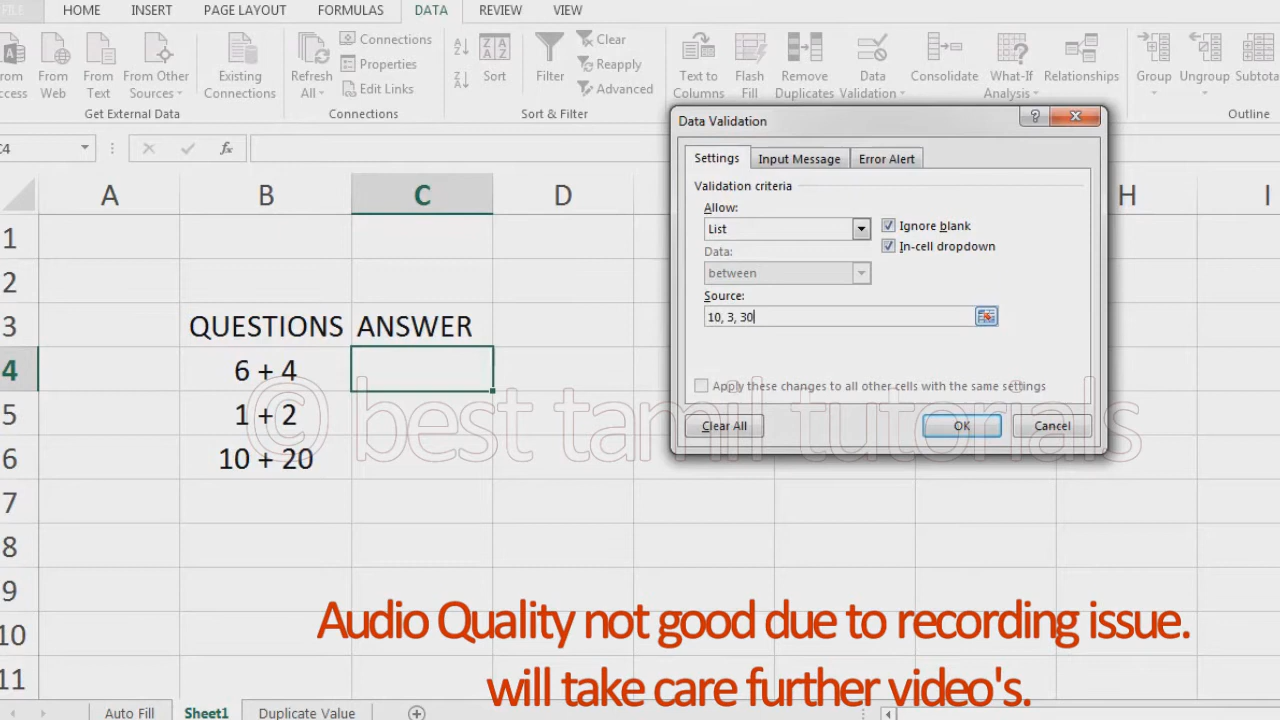 FILE HOME INSERT PAGE LAYOUT FORMULAS DATA REVIEW VIEW
From Web
From Text
From Other Sources
Existing Connections
Refresh All
Connections
Properties
Edit Links
Sort
Filter
Clear
Reapply
Advanced
Text to Columns
Flash Fill
Remove Duplicates
Data Validation
Consolidate
What-If Analysis
Relationships
Group
Ungroup
Get External Data
Connections
Sort & Filter
Outline
fx
A B C D H I
1
2
3 QUESTIONS ANSWER
4 6 + 4
5 1 + 2
6 10 + 20
7
8
9
10
11
Data Validation
?
Settings Input Message Error Alert
Validation criteria
Allow:
List
Ignore blank
In-cell dropdown
Data:
between
Source:
10, 3, 30
Apply these changes to all other cells with the same settings
Clear All OK Cancel
© best tamil tutorials
Audio Quality not good due to recording issue.
will take care further video's.
Auto Fill Sheet1 Duplicate Value